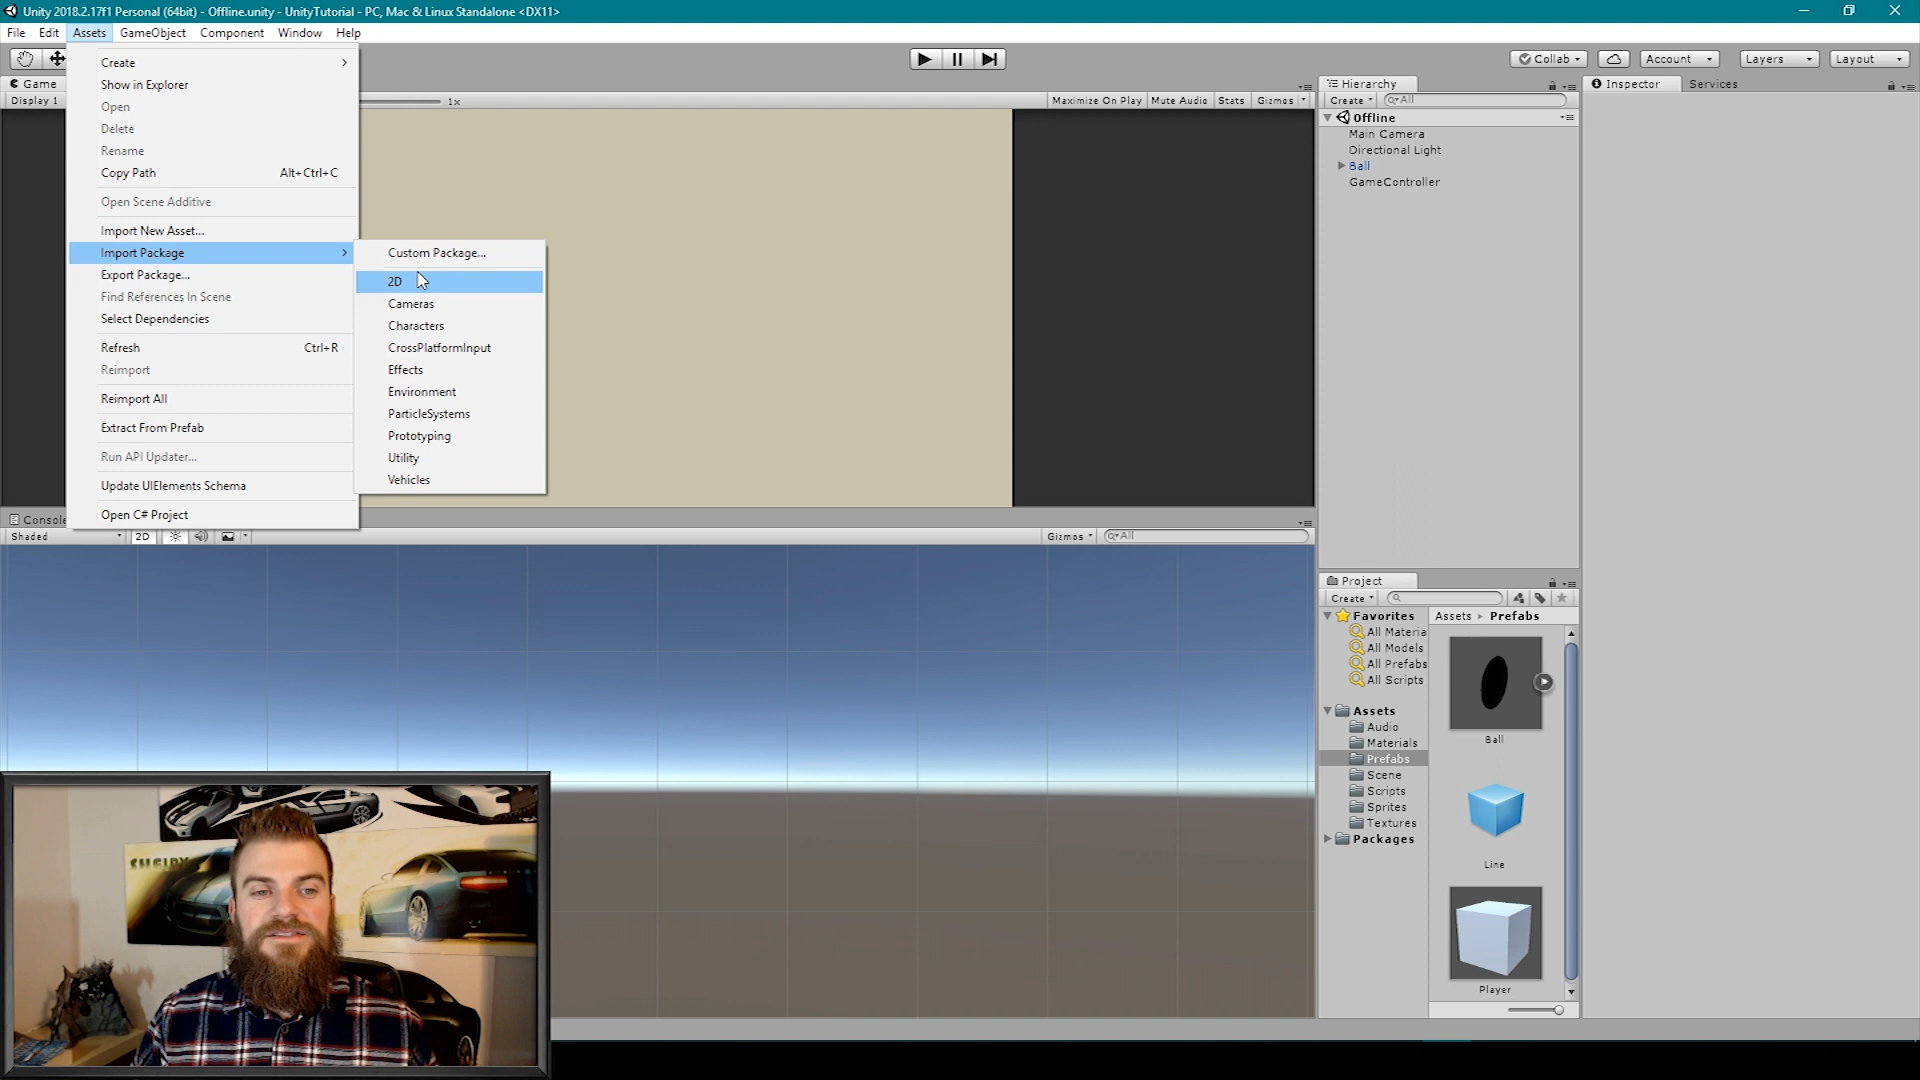 Unity 2018.2.17f1 Personal (64bit) - Offline.unity - UnityTutorial - PC, Mac & Linux Standalone <DX11>
File Edit Assets GameObject Component Window Help
Collab Account Layers Layout
Game
Display 1 1x Maximize On Play Mute Audio Stats Gizmos
Create
Show in Explorer
Open
Delete
Rename
Copy Path Alt+Ctrl+C
Open Scene Additive
Import New Asset...
Import Package
Export Package...
Find References In Scene
Select Dependencies
Refresh Ctrl+R
Reimport
Reimport All
Extract From Prefab
Run API Updater...
Update UIElements Schema
Open C# Project
Custom Package...
2D
Cameras
Characters
CrossPlatformInput
Effects
Environment
ParticleSystems
Prototyping
Utility
Vehicles
Console
Shaded 2D Gizmos All
Hierarchy
Create All
Offline
Main Camera
Directional Light
Ball
GameController
Inspector Services
Project
Create
Favorites
All Materia
All Models
All Prefabs
All Scripts
Assets
Audio
Materials
Prefabs
Scene
Scripts
Sprites
Textures
Packages
Assets Prefabs
Ball
Line
Player
SHELBY